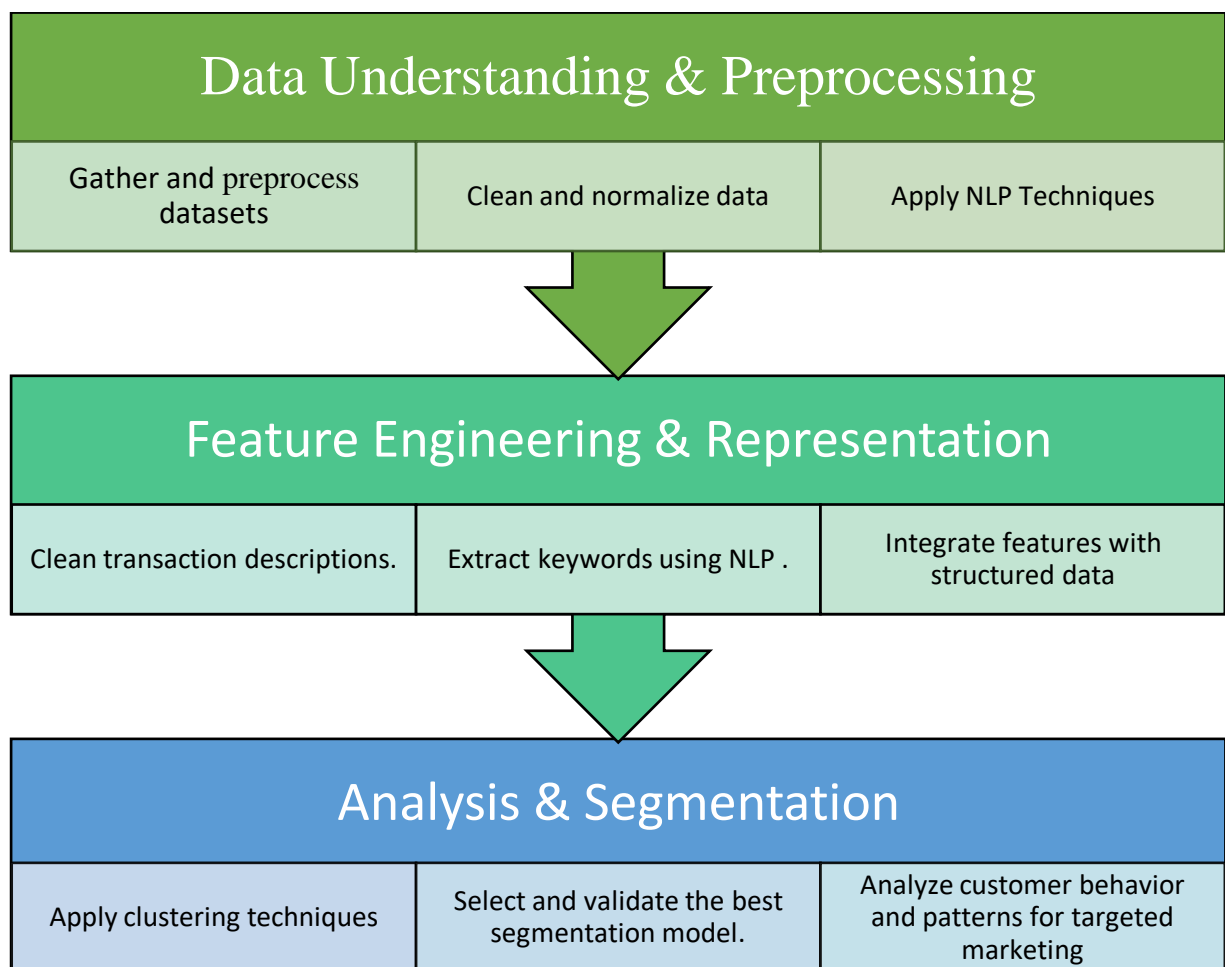 Data Understanding & Preprocessing
Gather and preprocess
datasets
Clean and normalize data
Apply NLP Techniques
Feature Engineering & Representation
Clean transaction descriptions.
Extract keywords using NLP .
Integrate features with
structured data
Analysis & Segmentation
Apply clustering techniques
Select and validate the best
segmentation model.
Analyze customer behavior
and patterns for targeted
marketing